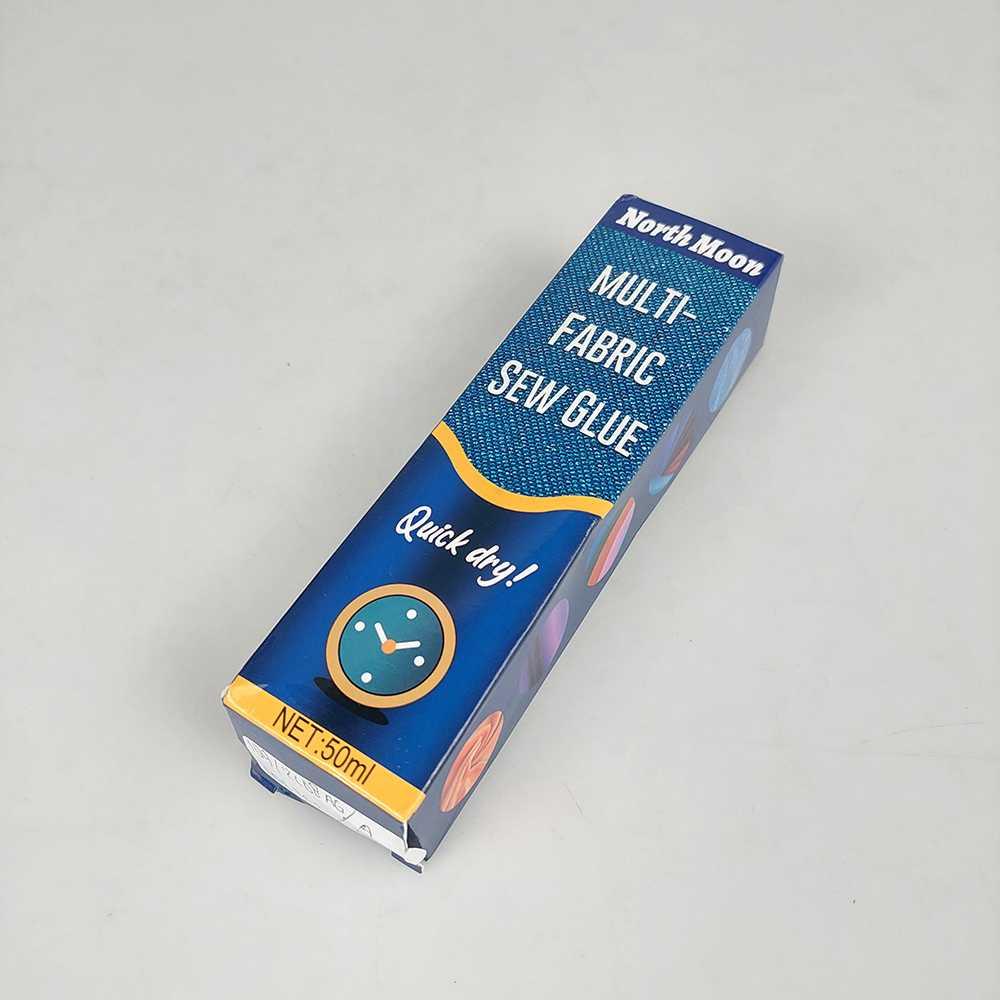 North Moon
MULTI-
FABRIC
SEW GLUE
Quick dry!
NET:50ml